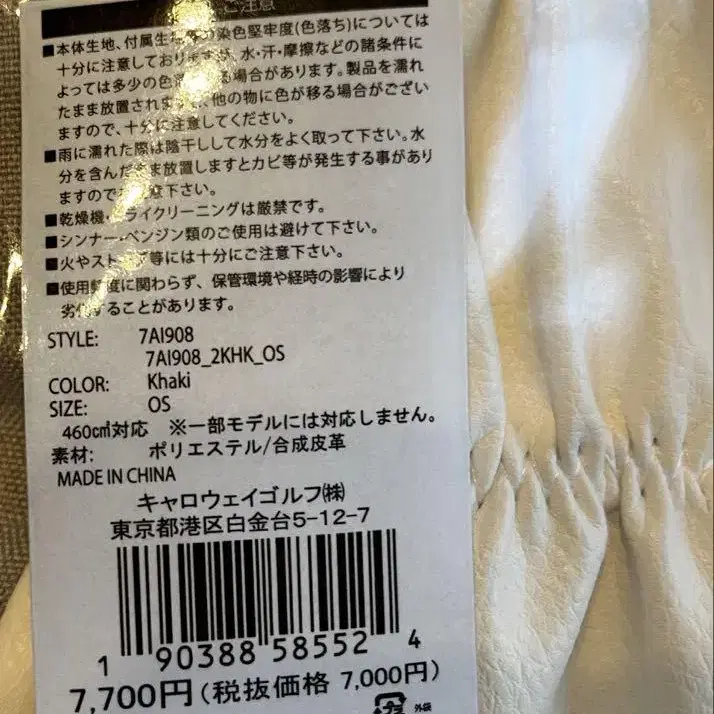 ご注意
■本体生地、付属生地等の染色堅牢度(色落ち)については
十分に注意しておりますが、水・汗・摩擦などの諸条件に
よっては多少の色落ちする場合があります。製品を濡れ
たまま放置されますと、他の物に色が移る場合がござい
ますので、十分に注意してください。
■雨に濡れた際は陰干しして水分をよく取って下さい。水
分を含んだまま放置しますとカビ等が発生する事があり
ますのでご注意下さい。
■乾燥機・ドライクリーニングは厳禁です。
■シンナー・ベンジン類のご使用は避けて下さい。
■火やストーブ等には十分にご注意下さい。
■使用頻度に関わらず、保管環境や経時の影響により
劣化することがあります。
STYLE: 7AI908
7AI908_2KHK_OS
COLOR: Khaki
SIZE: OS
460㎤対応 ※一部モデルには対応しません。
素材: ポリエステル/合成皮革
MADE IN CHINA
キャロウェイゴルフ㈱
東京都港区白金台5-12-7
1 90388 58552 4
7,700円(税抜価格 7,000円)
プラ 外袋